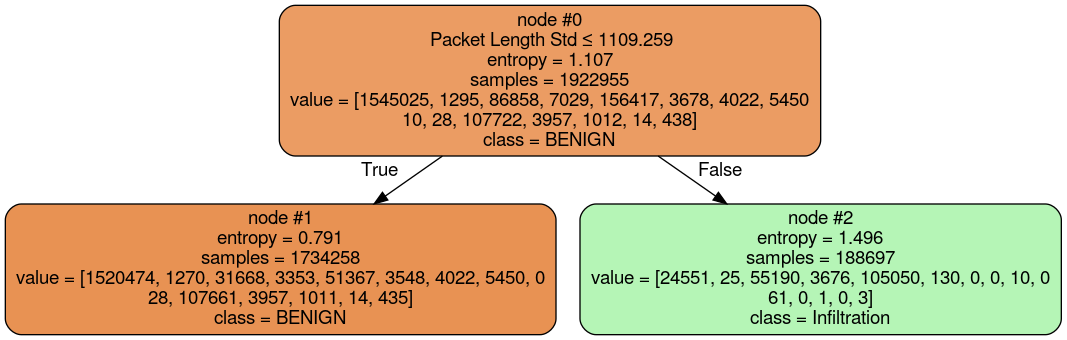 node #0
Packet Length Std ≤ 1109.259
entropy = 1.107
samples = 1922955
value = [1545025, 1295, 86858, 7029, 156417, 3678, 4022, 5450
10, 28, 107722, 3957, 1012, 14, 438]
class = BENIGN
True
False
node #1
entropy = 0.791
samples = 1734258
value = [1520474, 1270, 31668, 3353, 51367, 3548, 4022, 5450, 0
28, 107661, 3957, 1011, 14, 435]
class = BENIGN
node #2
entropy = 1.496
samples = 188697
value = [24551, 25, 55190, 3676, 105050, 130, 0, 0, 10, 0
61, 0, 1, 0, 3]
class = Infiltration